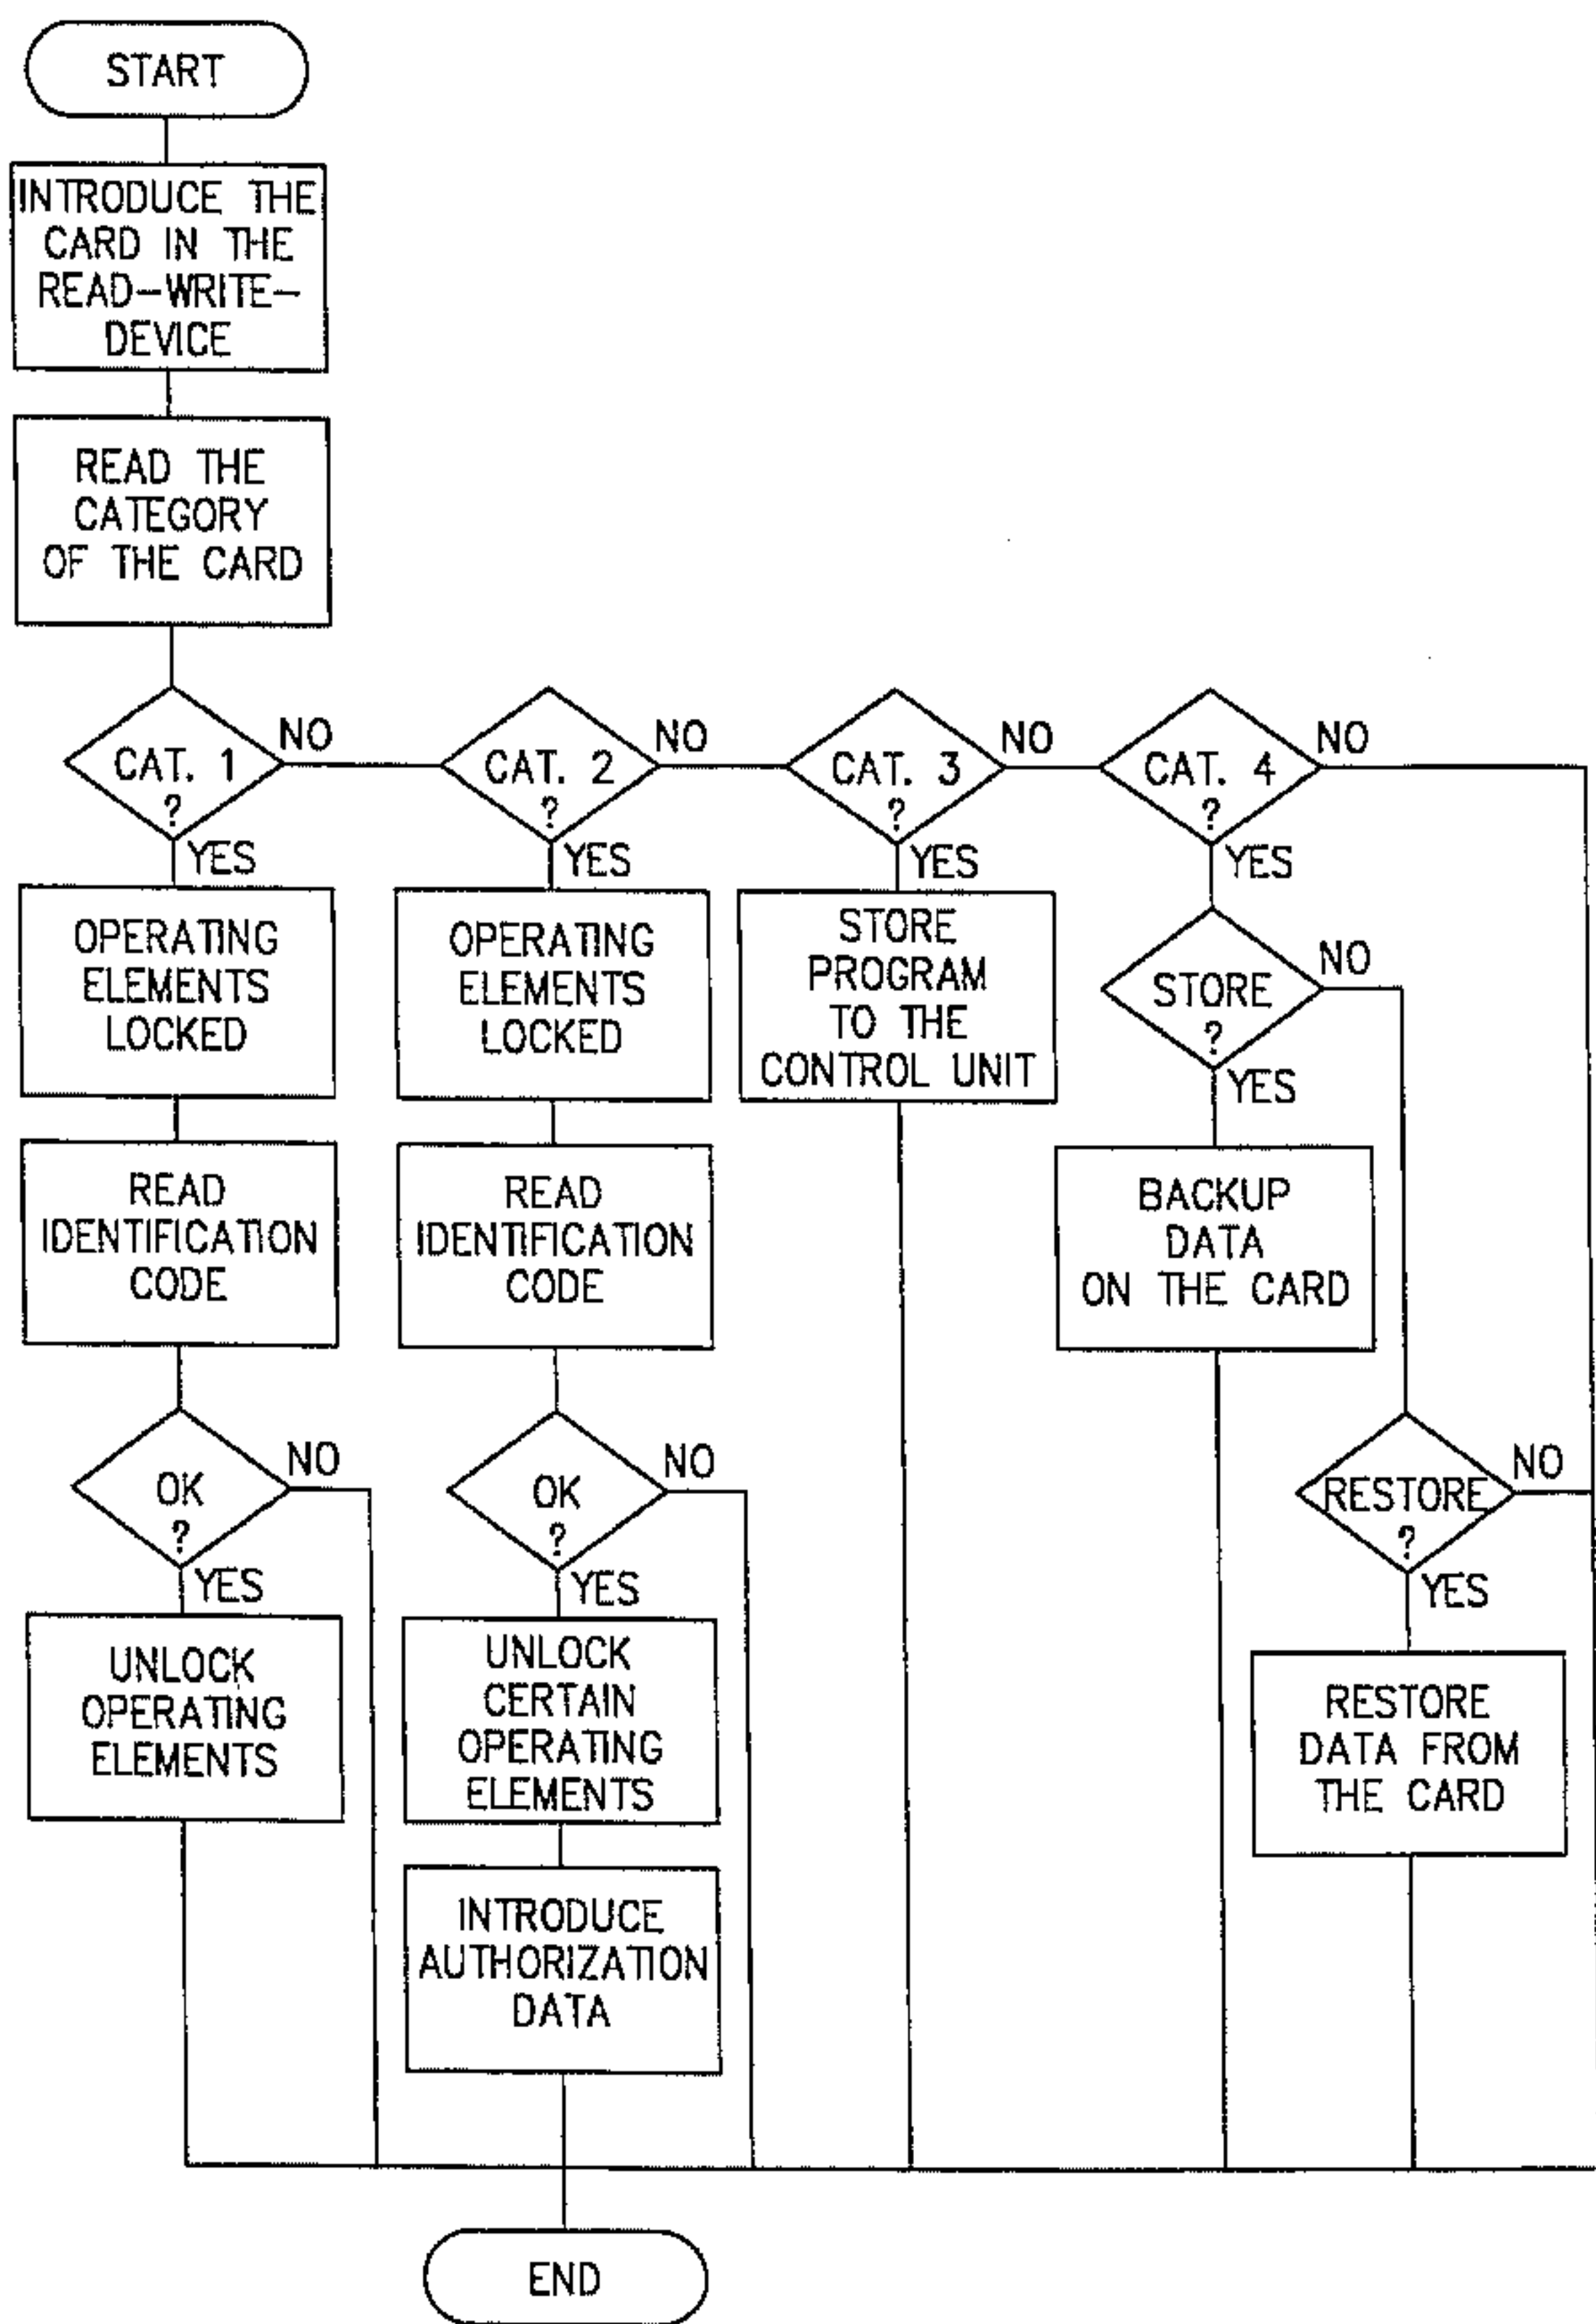 START
INTRODUCE THE
CARD IN THE
READ-WRITE-
DEVICE
READ THE
CATEGORY
OF THE CARD
CAT. 1
?
NO
YES
CAT. 2
?
NO
YES
CAT. 3
?
NO
YES
CAT. 4
?
NO
YES
OPERATING
ELEMENTS
LOCKED
OPERATING
ELEMENTS
LOCKED
STORE
PROGRAM
TO THE
CONTROL UNIT
STORE
?
NO
YES
READ
IDENTIFICATION
CODE
READ
IDENTIFICATION
CODE
BACKUP
DATA
ON THE CARD
OK
?
NO
YES
OK
?
NO
YES
RESTORE
?
NO
YES
UNLOCK
OPERATING
ELEMENTS
UNLOCK
CERTAIN
OPERATING
ELEMENTS
RESTORE
DATA FROM
THE CARD
INTRODUCE
AUTHORIZATION
DATA
END